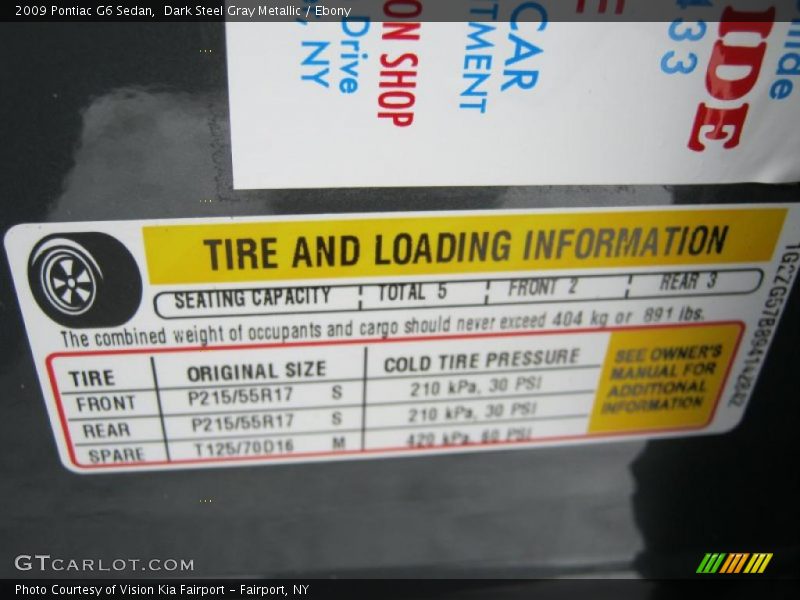 2009 Pontiac G6 Sedan,  Dark Steel Gray Metallic / Ebony
ON SHOP
Drive
NY
CAR
TMENT
IDE
433
TIRE AND LOADING INFORMATION
SEATING CAPACITY TOTAL 5 FRONT 2 REAR 3
The combined weight of occupants and cargo should never exceed 404 kg or 891 lbs.
TIRE ORIGINAL SIZE COLD TIRE PRESSURE
FRONT P215/55R17 S 210 kPa, 30 PSI
REAR P215/55R17 S 210 kPa, 30 PSI
SPARE T125/70D16 M 420 kPa, 60 PSI
SEE OWNER'S
MANUAL FOR
ADDITIONAL
INFORMATION
GTCARLOT.COM
Photo Courtesy of Vision Kia Fairport - Fairport, NY